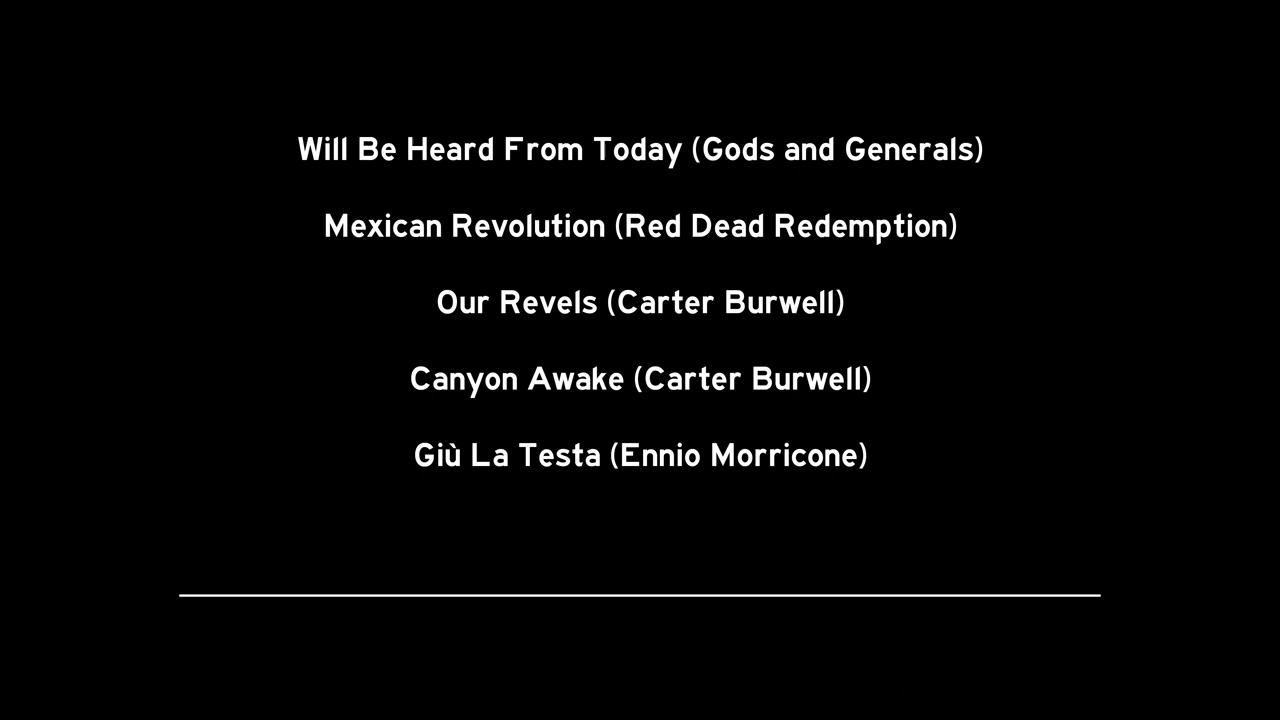 Will Be Heard From Today (Gods and Generals)
Mexican Revolution (Red Dead Redemption)
Our Revels (Carter Burwell)
Canyon Awake (Carter Burwell)
Giù La Testa (Ennio Morricone)